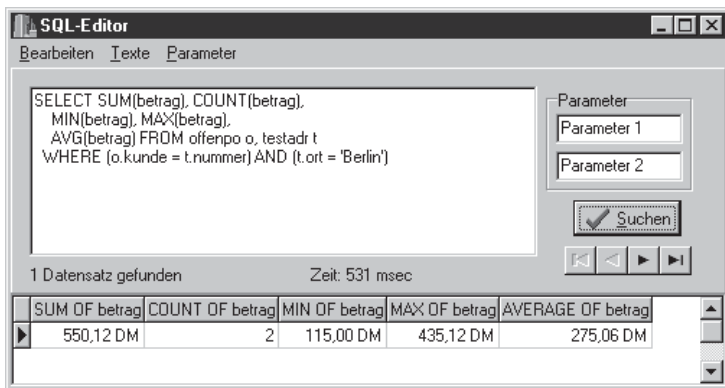 SQL-Editor
Bearbeiten Texte Parameter
SELECT SUM(betrag), COUNT(betrag),
MIN(betrag), MAX(betrag),
AVG(betrag) FROM offenpo o, testadr t
WHERE (o.kunde = t.nummer) AND (t.ort = 'Berlin')
Parameter
Parameter 1
Parameter 2
Suchen
1 Datensatz gefunden Zeit: 531 msec
SUM OF betrag COUNT OF betrag MIN OF betrag MAX OF betrag AVERAGE OF betrag
550,12 DM 2 115,00 DM 435,12 DM 275,06 DM